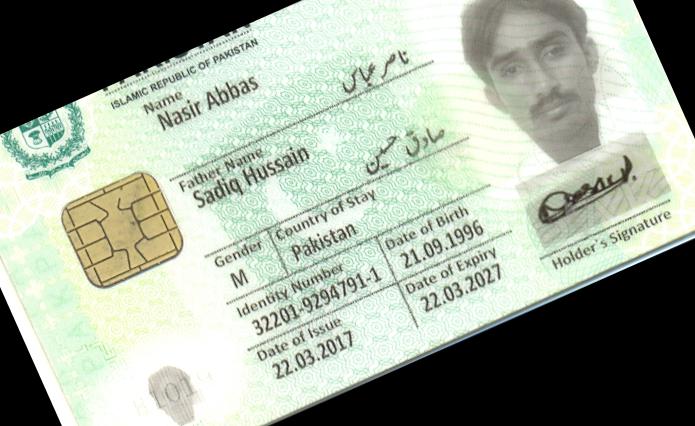 ISLAMIC REPUBLIC OF PAKISTAN
Name
Nasir Abbas
ناصر عباس
Father Name
Sadiq Hussain
صادق حسین
Gender
Country of Stay
M
Pakistan
Identity Number
Date of Birth
32201-9294791-1
21.09.1996
Date of Issue
Date of Expiry
22.03.2017
22.03.2027
Holder's Signature